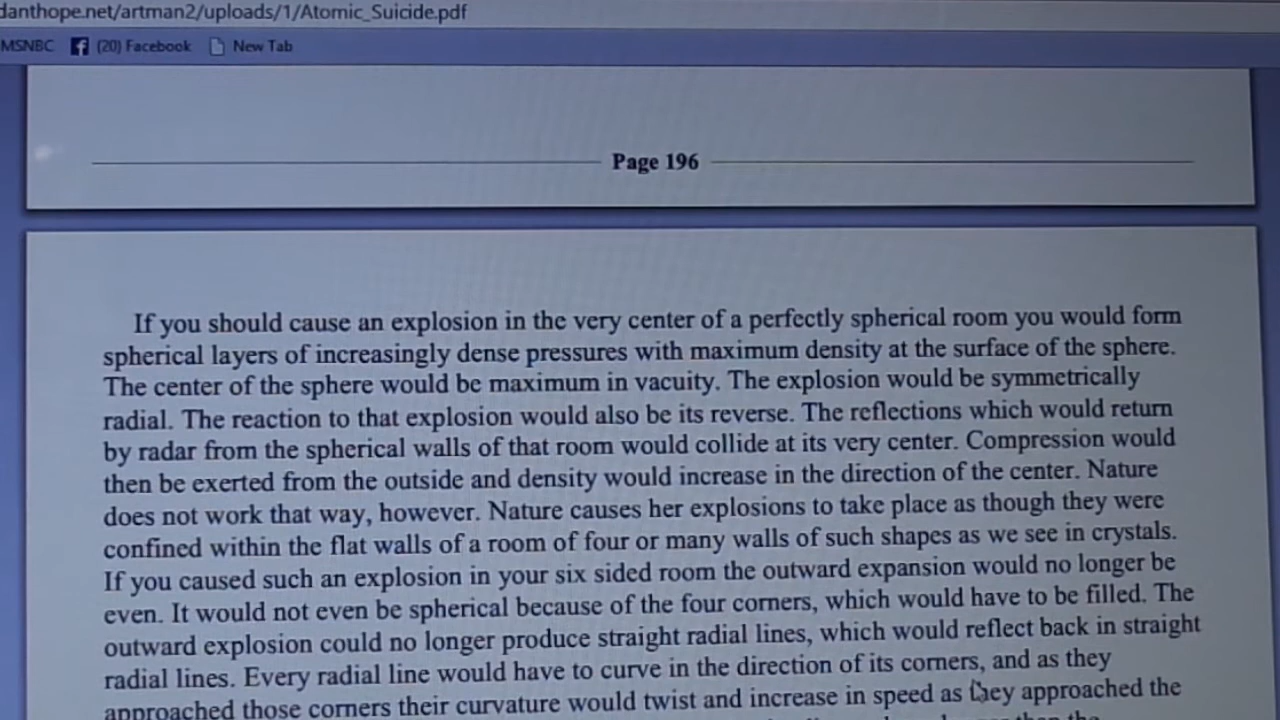 danthope.net/artman2/uploads/1/Atomic_Suicide.pdf
MSNBC (20) Facebook New Tab
Page 196
If you should cause an explosion in the very center of a perfectly spherical room you would form
spherical layers of increasingly dense pressures with maximum density at the surface of the sphere.
The center of the sphere would be maximum in vacuity. The explosion would be symmetrically
radial. The reaction to that explosion would also be its reverse. The reflections which would return
by radar from the spherical walls of that room would collide at its very center. Compression would
then be exerted from the outside and density would increase in the direction of the center. Nature
does not work that way, however. Nature causes her explosions to take place as though they were
confined within the flat walls of a room of four or many walls of such shapes as we see in crystals.
If you caused such an explosion in your six sided room the outward expansion would no longer be
even. It would not even be spherical because of the four corners, which would have to be filled. The
outward explosion could no longer produce straight radial lines, which would reflect back in straight
radial lines. Every radial line would have to curve in the direction of its corners, and as they
approached those corners their curvature would twist and increase in speed as they approached the
than the